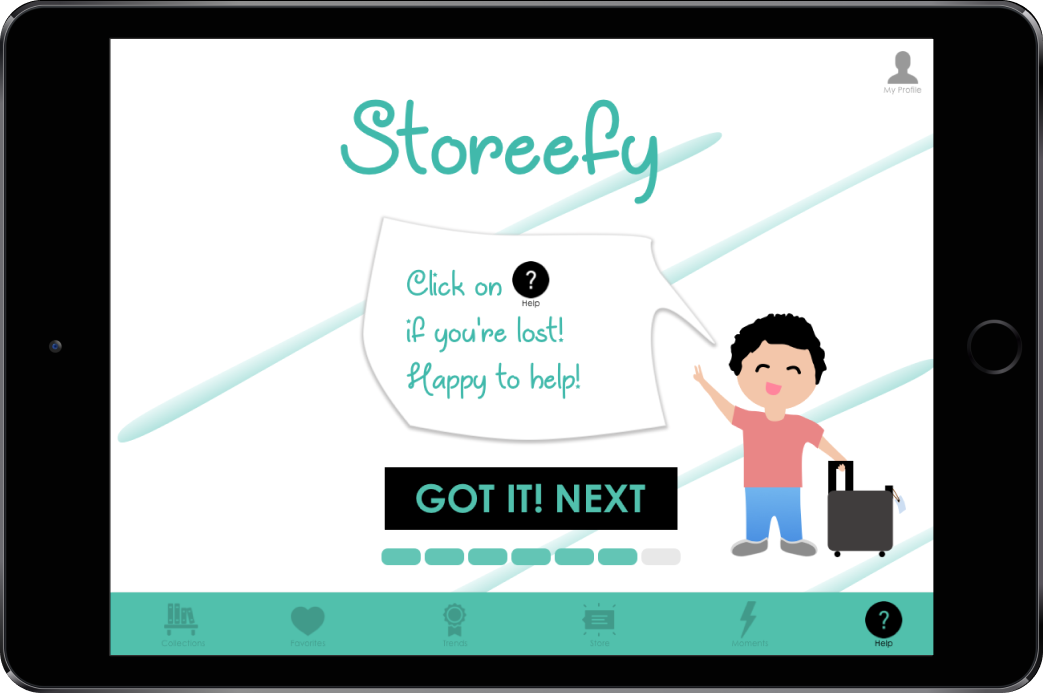 My Profile
Storeefy
Click on ?
Help
if you're lost!
Happy to help!
GOT IT! NEXT
Collections
Favorites
Trends
Store
Moments
?
Help